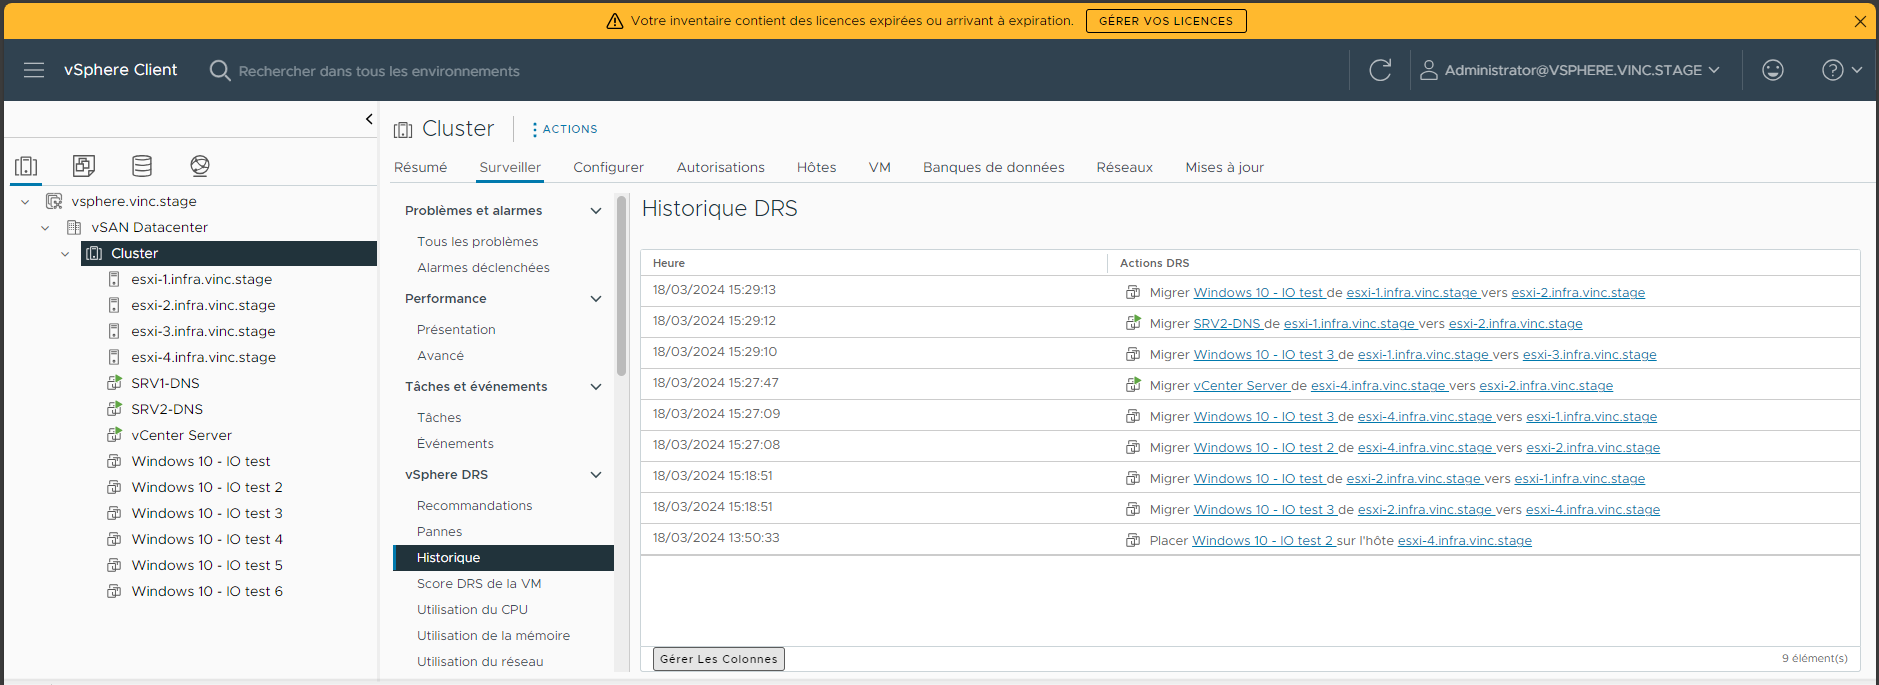 Votre inventaire contient des licences expirées ou arrivant à expiration. GÉRER VOS LICENCES
vSphere Client Rechercher dans tous les environnements Administrator@VSPHERE.VINC.STAGE
vsphere.vinc.stage
vSAN Datacenter
Cluster
esxi-1.infra.vinc.stage
esxi-2.infra.vinc.stage
esxi-3.infra.vinc.stage
esxi-4.infra.vinc.stage
SRV1-DNS
SRV2-DNS
vCenter Server
Windows 10 - IO test
Windows 10 - IO test 2
Windows 10 - IO test 3
Windows 10 - IO test 4
Windows 10 - IO test 5
Windows 10 - IO test 6
Cluster ACTIONS
Résumé Surveiller Configurer Autorisations Hôtes VM Banques de données Réseaux Mises à jour
Problèmes et alarmes
Tous les problèmes
Alarmes déclenchées
Performance
Présentation
Avancé
Tâches et événements
Tâches
Événements
vSphere DRS
Recommandations
Pannes
Historique
Score DRS de la VM
Utilisation du CPU
Utilisation de la mémoire
Utilisation du réseau
Historique DRS
Heure Actions DRS
18/03/2024 15:29:13 Migrer Windows 10 - IO test de esxi-1.infra.vinc.stage vers esxi-2.infra.vinc.stage
18/03/2024 15:29:12 Migrer SRV2-DNS de esxi-1.infra.vinc.stage vers esxi-2.infra.vinc.stage
18/03/2024 15:29:10 Migrer Windows 10 - IO test 3 de esxi-1.infra.vinc.stage vers esxi-3.infra.vinc.stage
18/03/2024 15:27:47 Migrer vCenter Server de esxi-4.infra.vinc.stage vers esxi-2.infra.vinc.stage
18/03/2024 15:27:09 Migrer Windows 10 - IO test 3 de esxi-4.infra.vinc.stage vers esxi-1.infra.vinc.stage
18/03/2024 15:27:08 Migrer Windows 10 - IO test 2 de esxi-4.infra.vinc.stage vers esxi-2.infra.vinc.stage
18/03/2024 15:18:51 Migrer Windows 10 - IO test de esxi-2.infra.vinc.stage vers esxi-1.infra.vinc.stage
18/03/2024 15:18:51 Migrer Windows 10 - IO test 3 de esxi-2.infra.vinc.stage vers esxi-4.infra.vinc.stage
18/03/2024 13:50:33 Placer Windows 10 - IO test 2 sur l'hôte esxi-4.infra.vinc.stage
Gérer Les Colonnes 9 élément(s)